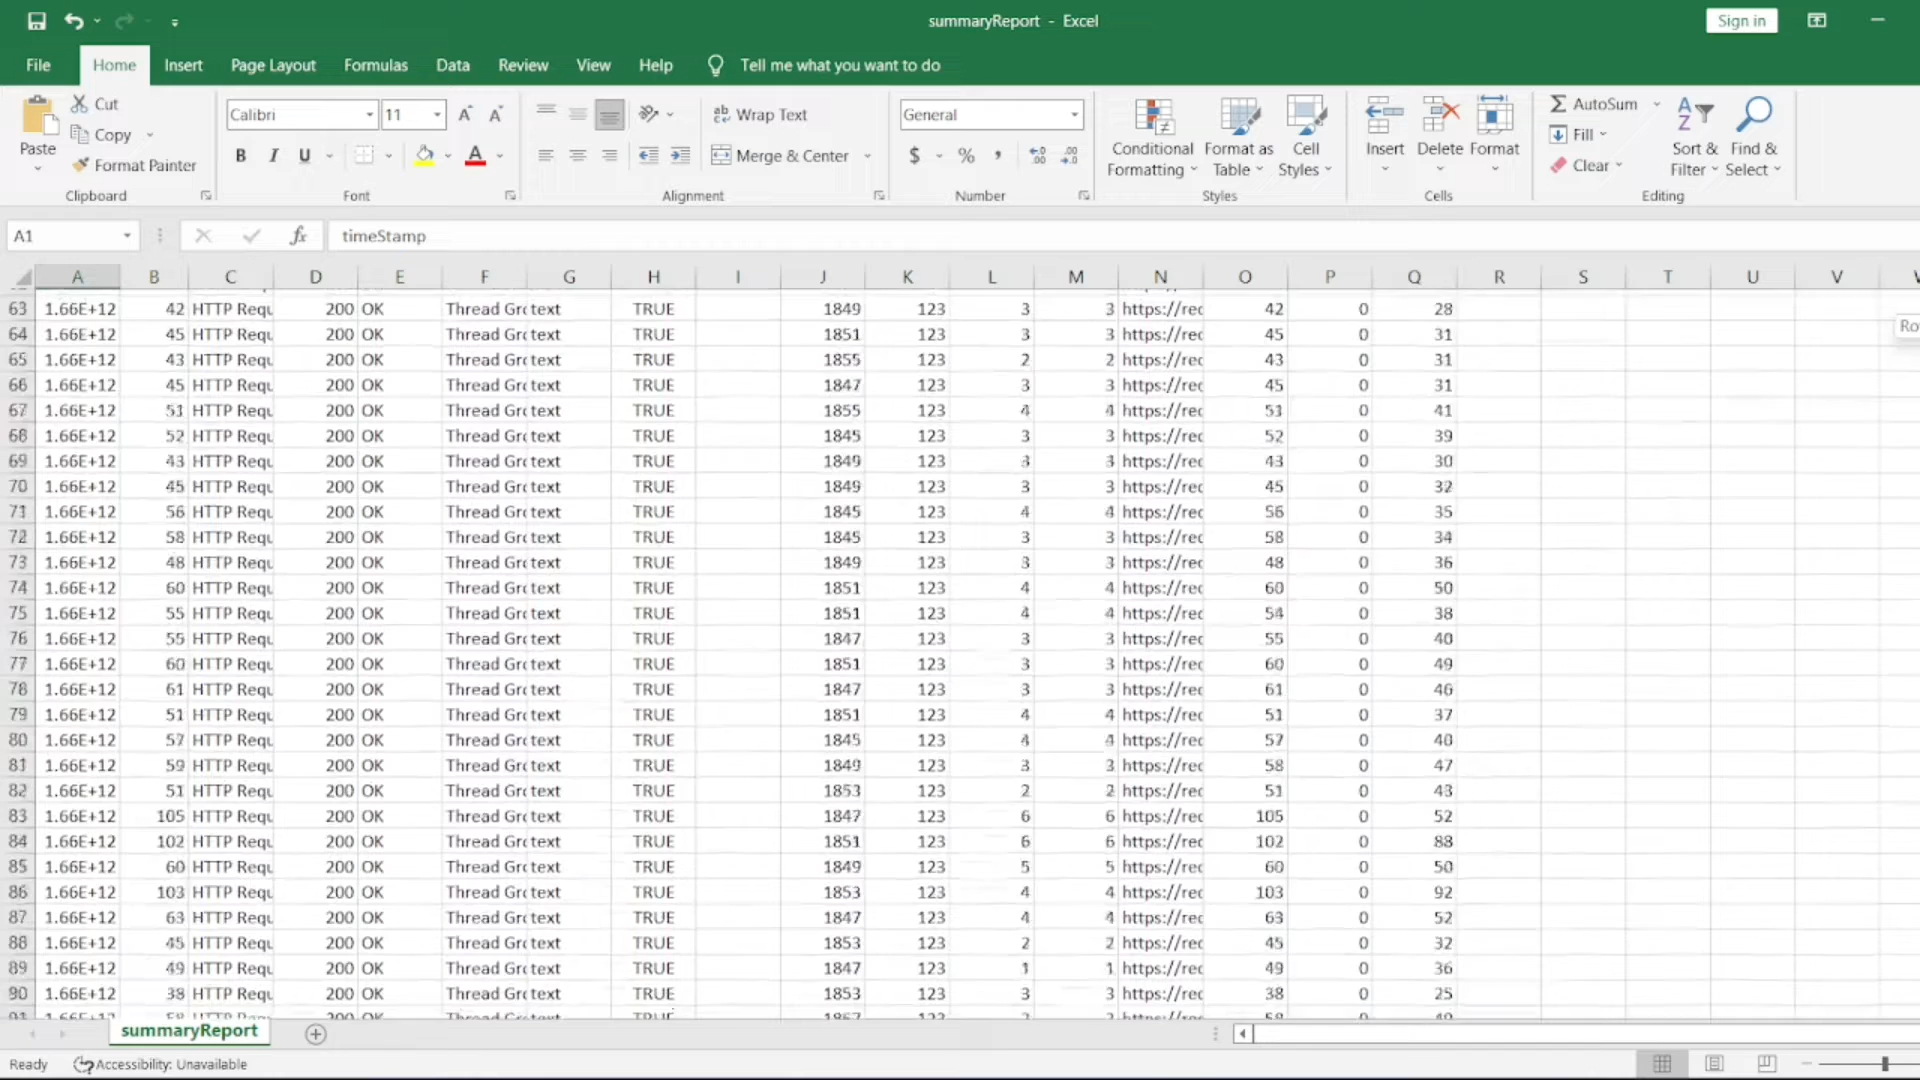 summaryReport - Excel
Sign in
File Home Insert Page Layout Formulas Data Review View Help Tell me what you want to do
Cut Calibri 11 Wrap Text General AutoSum
Paste Copy Conditional Formatting Format as Table Cell Styles Insert Delete Format Fill Sort & Filter Find & Select
Format Painter B I U Merge & Center $ % , Clear
Clipboard Font Alignment Number Styles Cells Editing
A1 fx timeStamp
A B C D E F G H I J K L M N O P Q R S T U V
63 1.66E+12 42 HTTP Requ 200 OK Thread Grc text TRUE 1849 123 3 3 https://rec 42 0 28
64 1.66E+12 45 HTTP Requ 200 OK Thread Grc text TRUE 1851 123 3 3 https://rec 45 0 31
65 1.66E+12 43 HTTP Requ 200 OK Thread Grc text TRUE 1855 123 2 2 https://rec 43 0 31
66 1.66E+12 45 HTTP Requ 200 OK Thread Grc text TRUE 1847 123 3 3 https://rec 45 0 31
67 1.66E+12 51 HTTP Requ 200 OK Thread Grc text TRUE 1855 123 4 4 https://rec 51 0 41
68 1.66E+12 52 HTTP Requ 200 OK Thread Grc text TRUE 1845 123 3 3 https://rec 52 0 39
69 1.66E+12 43 HTTP Requ 200 OK Thread Grc text TRUE 1849 123 3 3 https://rec 43 0 30
70 1.66E+12 45 HTTP Requ 200 OK Thread Grc text TRUE 1849 123 3 3 https://rec 45 0 32
71 1.66E+12 56 HTTP Requ 200 OK Thread Grc text TRUE 1845 123 4 4 https://rec 56 0 35
72 1.66E+12 58 HTTP Requ 200 OK Thread Grc text TRUE 1845 123 3 3 https://rec 58 0 34
73 1.66E+12 48 HTTP Requ 200 OK Thread Grc text TRUE 1849 123 3 3 https://rec 48 0 36
74 1.66E+12 60 HTTP Requ 200 OK Thread Grc text TRUE 1851 123 4 4 https://rec 60 0 50
75 1.66E+12 55 HTTP Requ 200 OK Thread Grc text TRUE 1851 123 4 4 https://rec 54 0 38
76 1.66E+12 55 HTTP Requ 200 OK Thread Grc text TRUE 1847 123 3 3 https://rec 55 0 40
77 1.66E+12 60 HTTP Requ 200 OK Thread Grc text TRUE 1851 123 3 3 https://rec 60 0 49
78 1.66E+12 61 HTTP Requ 200 OK Thread Grc text TRUE 1847 123 3 3 https://rec 61 0 46
79 1.66E+12 51 HTTP Requ 200 OK Thread Grc text TRUE 1851 123 4 4 https://rec 51 0 37
80 1.66E+12 57 HTTP Requ 200 OK Thread Grc text TRUE 1845 123 4 4 https://rec 57 0 40
81 1.66E+12 59 HTTP Requ 200 OK Thread Grc text TRUE 1849 123 3 3 https://rec 58 0 47
82 1.66E+12 51 HTTP Requ 200 OK Thread Grc text TRUE 1853 123 2 2 https://rec 51 0 43
83 1.66E+12 105 HTTP Requ 200 OK Thread Grc text TRUE 1847 123 6 6 https://rec 105 0 52
84 1.66E+12 102 HTTP Requ 200 OK Thread Grc text TRUE 1851 123 6 6 https://rec 102 0 88
85 1.66E+12 60 HTTP Requ 200 OK Thread Grc text TRUE 1849 123 5 5 https://rec 60 0 50
86 1.66E+12 103 HTTP Requ 200 OK Thread Grc text TRUE 1853 123 4 4 https://rec 103 0 92
87 1.66E+12 63 HTTP Requ 200 OK Thread Grc text TRUE 1847 123 4 4 https://rec 63 0 52
88 1.66E+12 45 HTTP Requ 200 OK Thread Grc text TRUE 1853 123 2 2 https://rec 45 0 32
89 1.66E+12 49 HTTP Requ 200 OK Thread Grc text TRUE 1847 123 1 1 https://rec 49 0 36
90 1.66E+12 38 HTTP Requ 200 OK Thread Grc text TRUE 1853 123 3 3 https://rec 38 0 25
summaryReport
Ready Accessibility: Unavailable